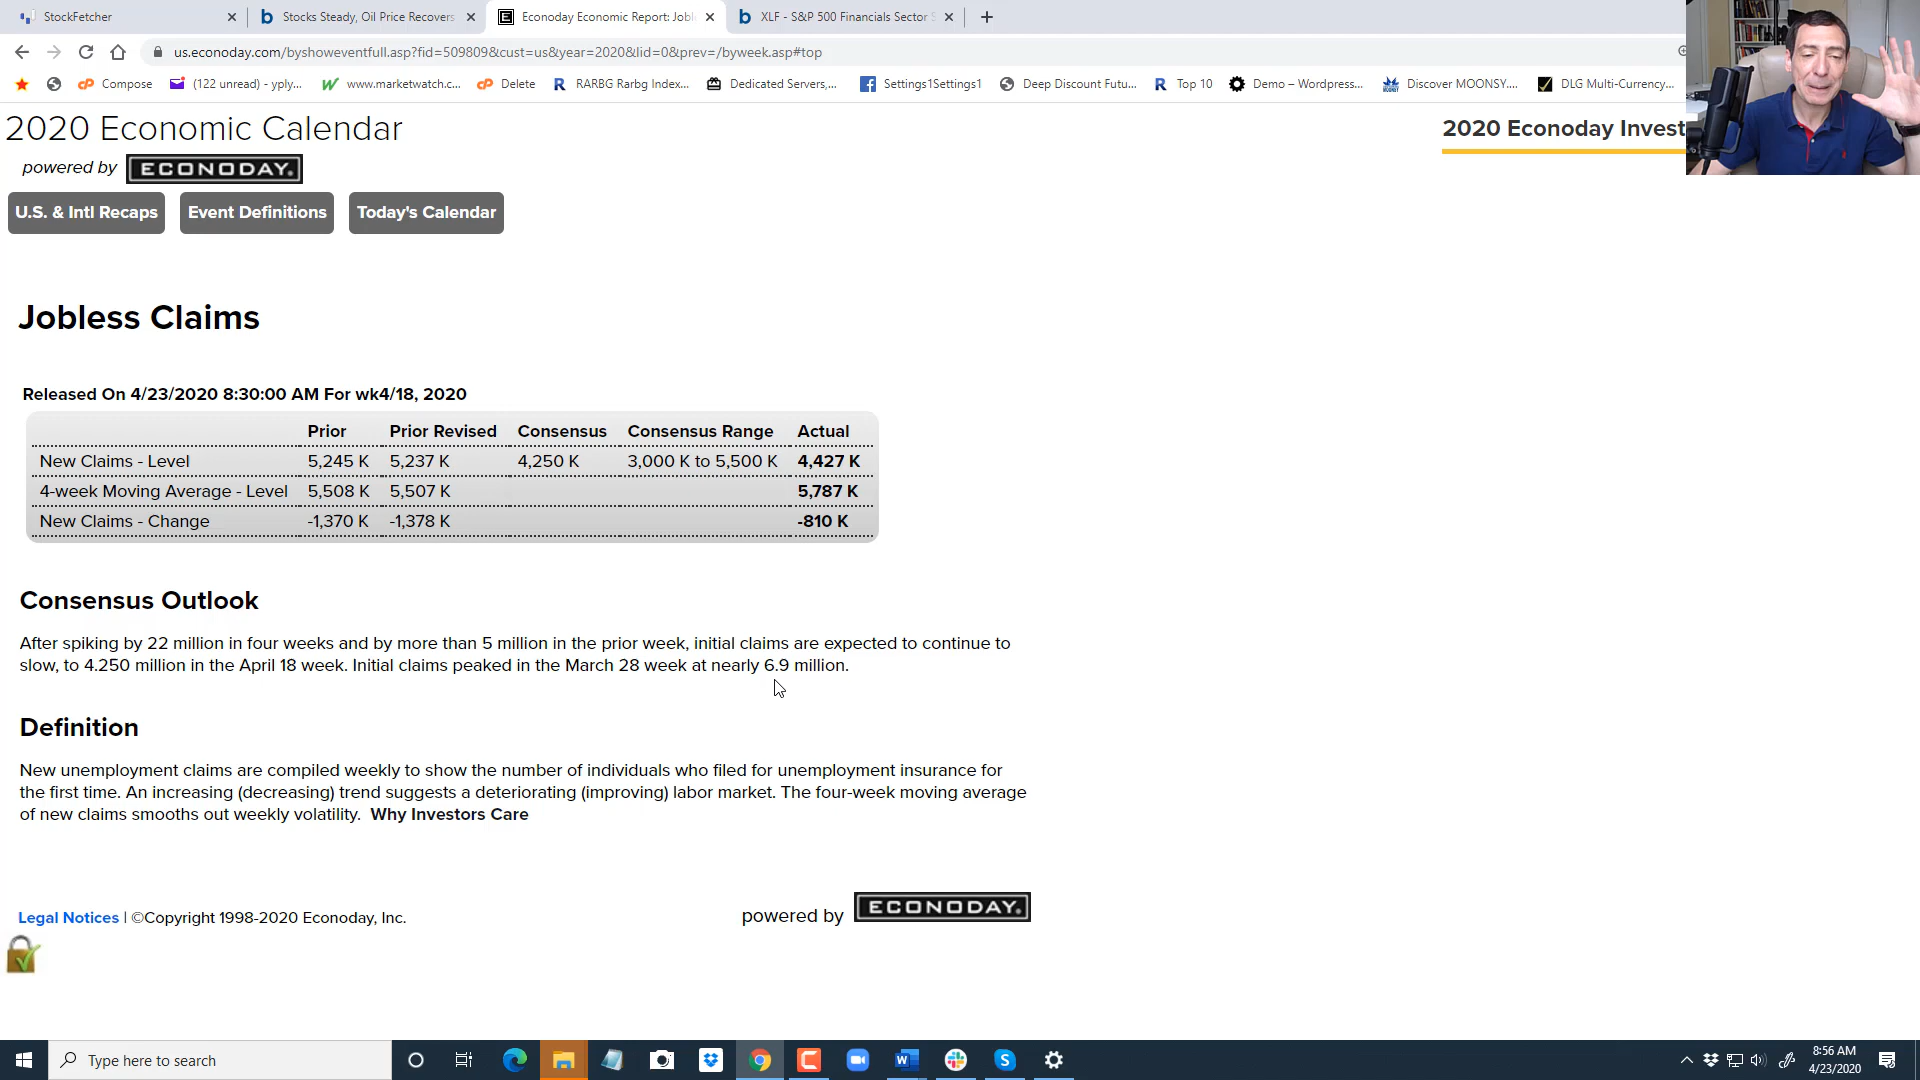 StockFetcher
Stocks Steady, Oil Price Recovers
Econoday Economic Report: Jobl
XLF - S&P 500 Financials Sector S
us.econoday.com/byshoweventfull.asp?fid=509809&cust=us&year=2020&lid=0&prev=/byweek.asp#top
Compose
(122 unread) - yply...
www.marketwatch.c...
Delete
RARBG Rarbg Index...
Dedicated Servers,...
Settings1Settings1
Deep Discount Futu...
Top 10
Demo – Wordpress...
Discover MOONSY....
DLG Multi-Currency...
2020 Economic Calendar
2020 Econoday Invest
powered by ECONODAY.
U.S. & Intl Recaps
Event Definitions
Today's Calendar
Jobless Claims
Released On 4/23/2020 8:30:00 AM For wk4/18, 2020
Prior Prior Revised Consensus Consensus Range Actual
New Claims - Level 5,245 K 5,237 K 4,250 K 3,000 K to 5,500 K 4,427 K
4-week Moving Average - Level 5,508 K 5,507 K 5,787 K
New Claims - Change -1,370 K -1,378 K -810 K
Consensus Outlook
After spiking by 22 million in four weeks and by more than 5 million in the prior week, initial claims are expected to continue to
slow, to 4.250 million in the April 18 week. Initial claims peaked in the March 28 week at nearly 6.9 million.
Definition
New unemployment claims are compiled weekly to show the number of individuals who filed for unemployment insurance for
the first time. An increasing (decreasing) trend suggests a deteriorating (improving) labor market. The four-week moving average
of new claims smooths out weekly volatility. Why Investors Care
Legal Notices | ©Copyright 1998-2020 Econoday, Inc.
powered by ECONODAY.
Type here to search
8:56 AM
4/23/2020